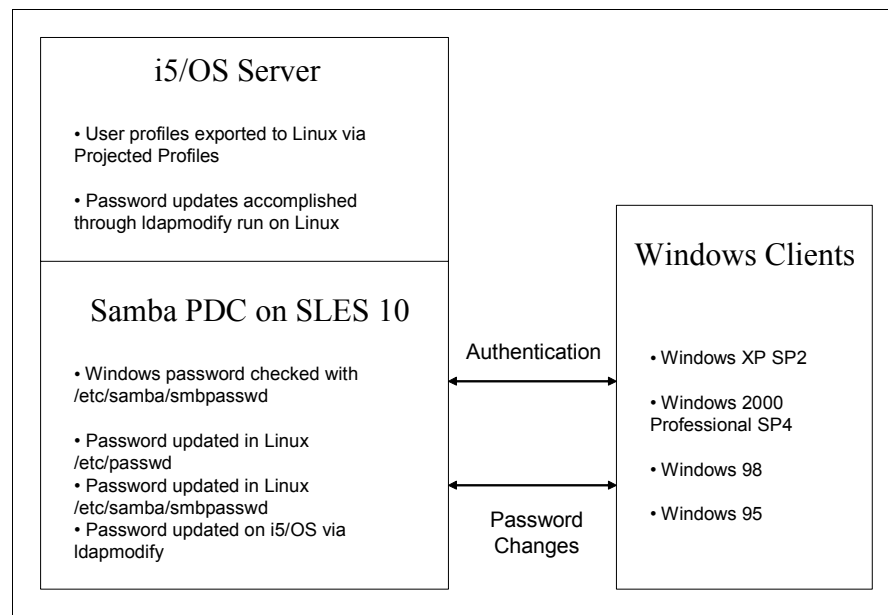 i5/OS Server
• User profiles exported to Linux via
Projected Profiles
• Password updates accomplished
through ldapmodify run on Linux
Samba PDC on SLES 10
• Windows password checked with
/etc/samba/smbpasswd
• Password updated in Linux
/etc/passwd
• Password updated in Linux
/etc/samba/smbpasswd
• Password updated on i5/OS via
ldapmodify
Authentication
Password
Changes
Windows Clients
• Windows XP SP2
• Windows 2000
Professional SP4
• Windows 98
• Windows 95